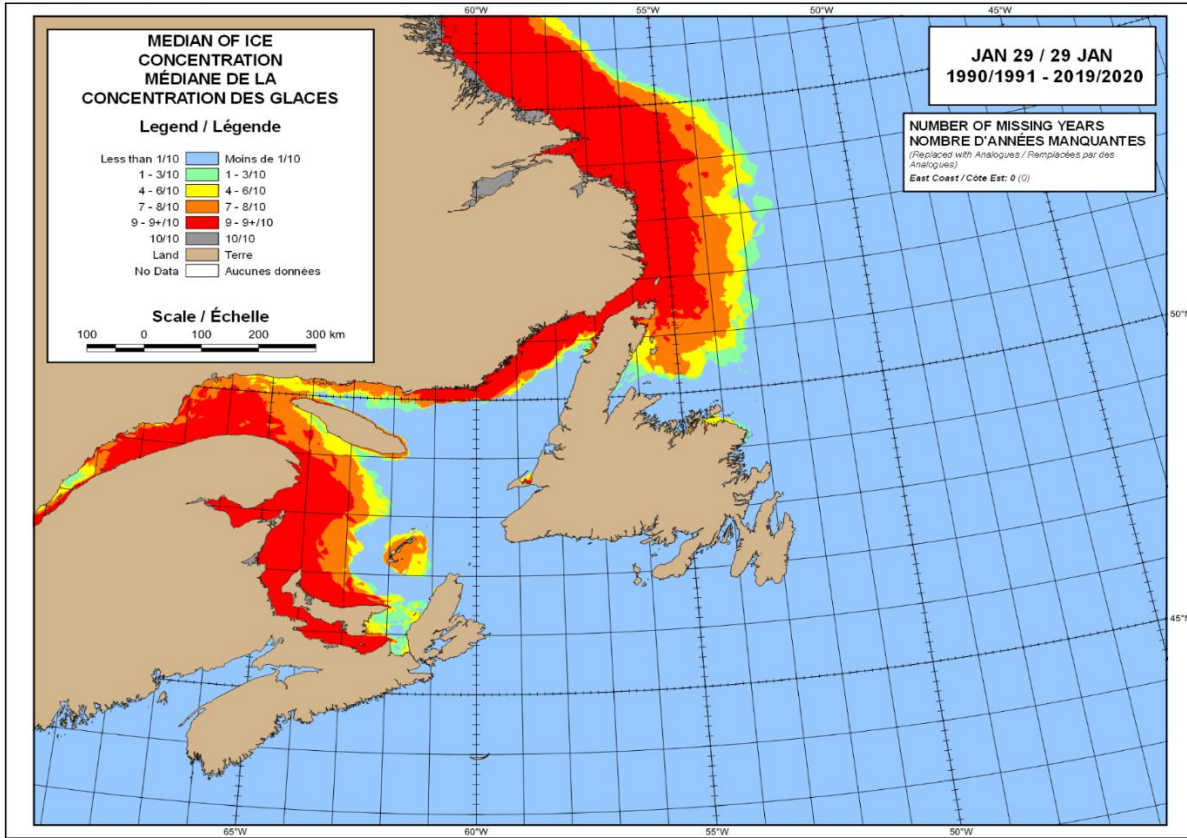 60°W
55°W
50°W
45°W
MEDIAN OF ICE
CONCENTRATION
MÉDIANE DE LA
CONCENTRATION DES GLACES
Legend / Légende
Less than 1/10 Moins de 1/10
1 - 3/10 1 - 3/10
4 - 6/10 4 - 6/10
7 - 8/10 7 - 8/10
9 - 9+/10 9 - 9+/10
10/10 10/10
Land Terre
No Data Aucunes données
Scale / Échelle
100 0 100 200 300 km
JAN 29 / 29 JAN
1990/1991 - 2019/2020
NUMBER OF MISSING YEARS
NOMBRE D'ANNÉES MANQUANTES
(Replaced with Analogues / Remplacées par des
Analogues)
East Coast / Côte Est: 0 (0)
50°N
45°N
65°W
60°W
55°W
50°W